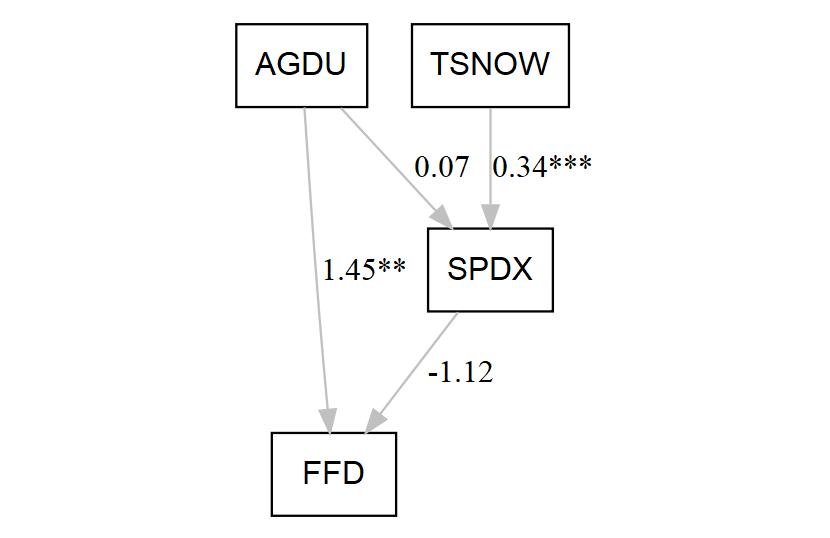 AGDU
TSNOW
0.07
0.34***
1.45**
SPDX
-1.12
FFD